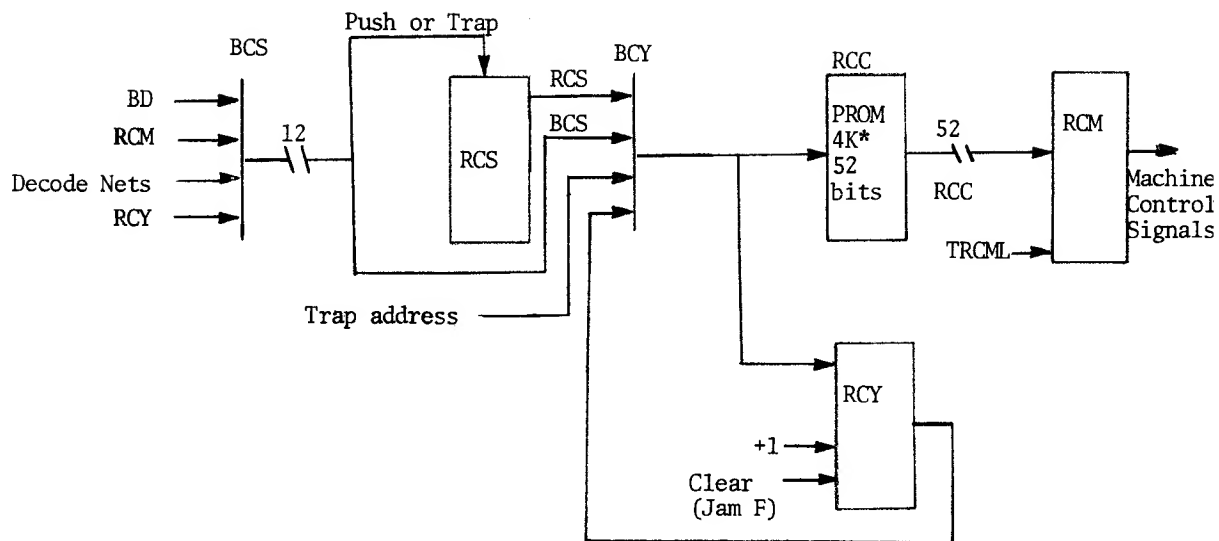 Push or Trap
BCS
BCY
RCC
RCS
BD
RCM
Decode Nets
RCY
12
RCS
BCS
PROM
4K*
52
bits
52
RCC
RCM
TRCML
Machine
Control
Signals
Trap address
RCY
+1
Clear
(Jam F)